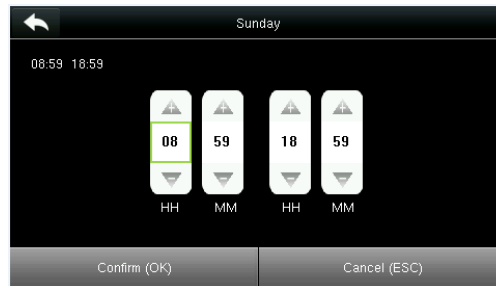 Sunday
08:59 18:59
08 59 18 59
HH MM HH MM
Confirm (OK) Cancel (ESC)